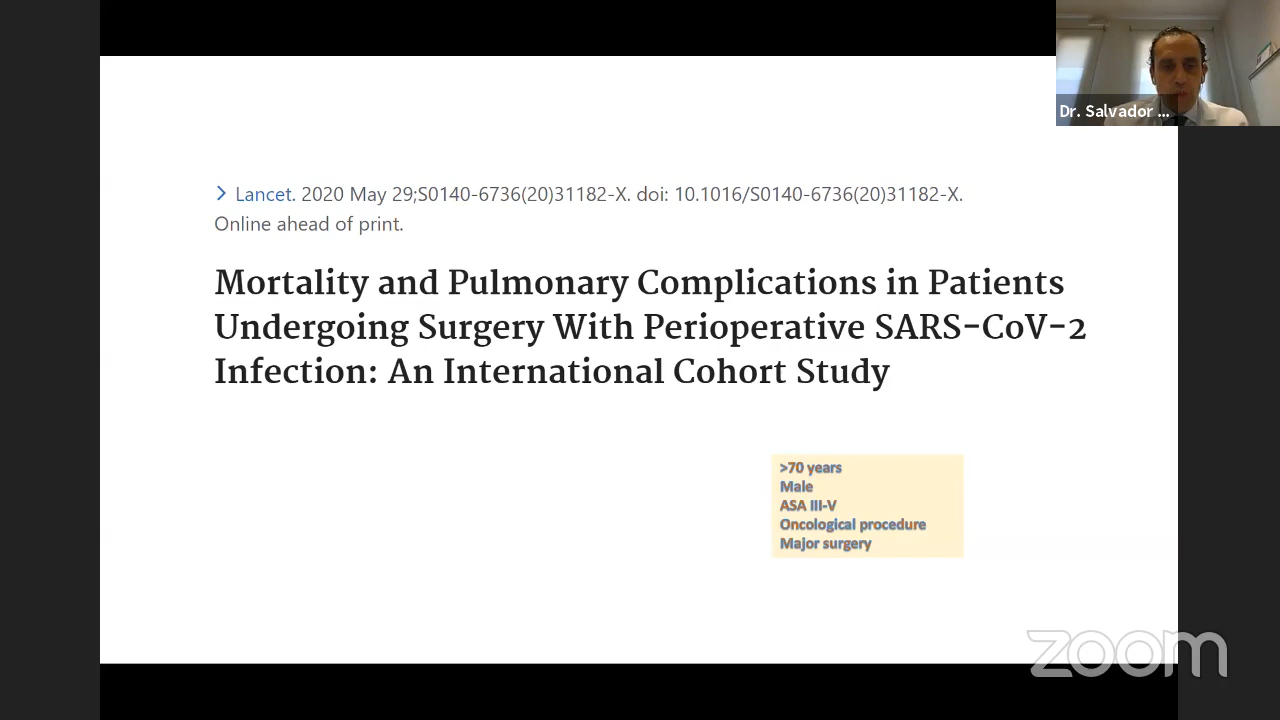 Dr. Salvador ...
> Lancet. 2020 May 29;S0140-6736(20)31182-X. doi: 10.1016/S0140-6736(20)31182-X.
Online ahead of print.
Mortality and Pulmonary Complications in Patients
Undergoing Surgery With Perioperative SARS-CoV-2
Infection: An International Cohort Study
>70 years
Male
ASA III-V
Oncological procedure
Major surgery
zoom